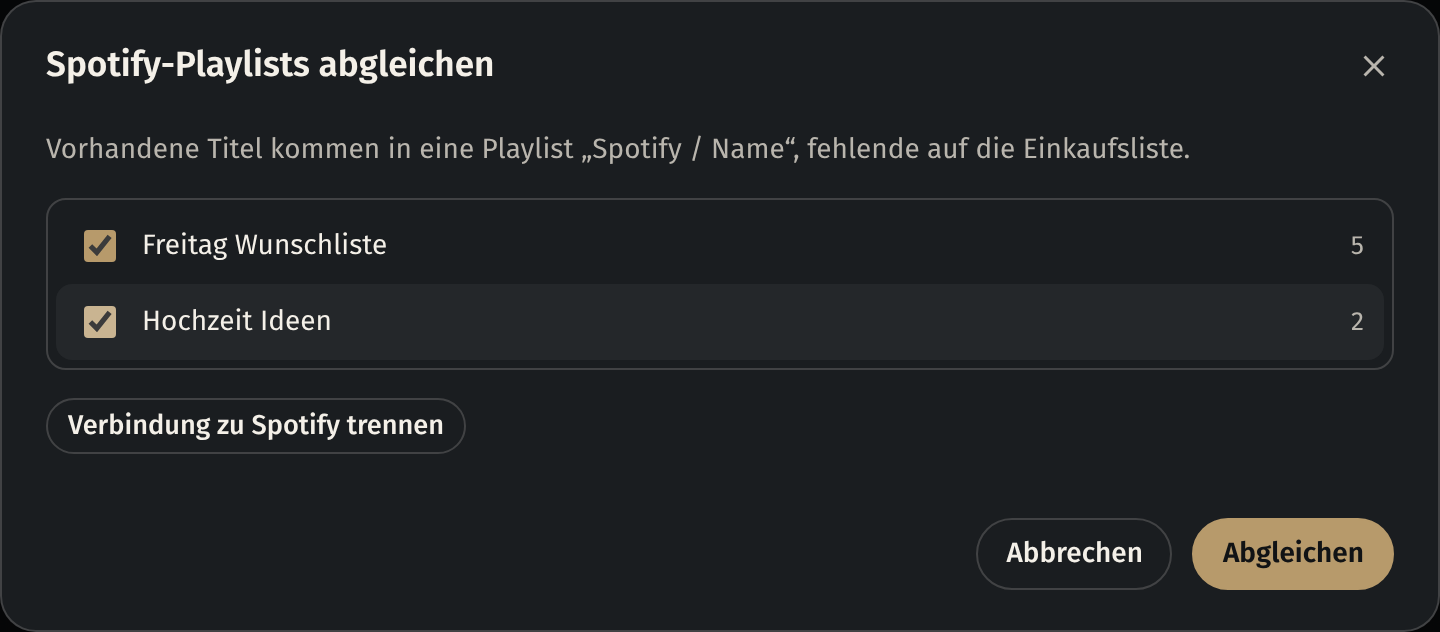 Spotify-Playlists abgleichen
Vorhandene Titel kommen in eine Playlist „Spotify / Name“, fehlende auf die Einkaufsliste.
Freitag Wunschliste 5
Hochzeit Ideen 2
Verbindung zu Spotify trennen
Abbrechen Abgleichen